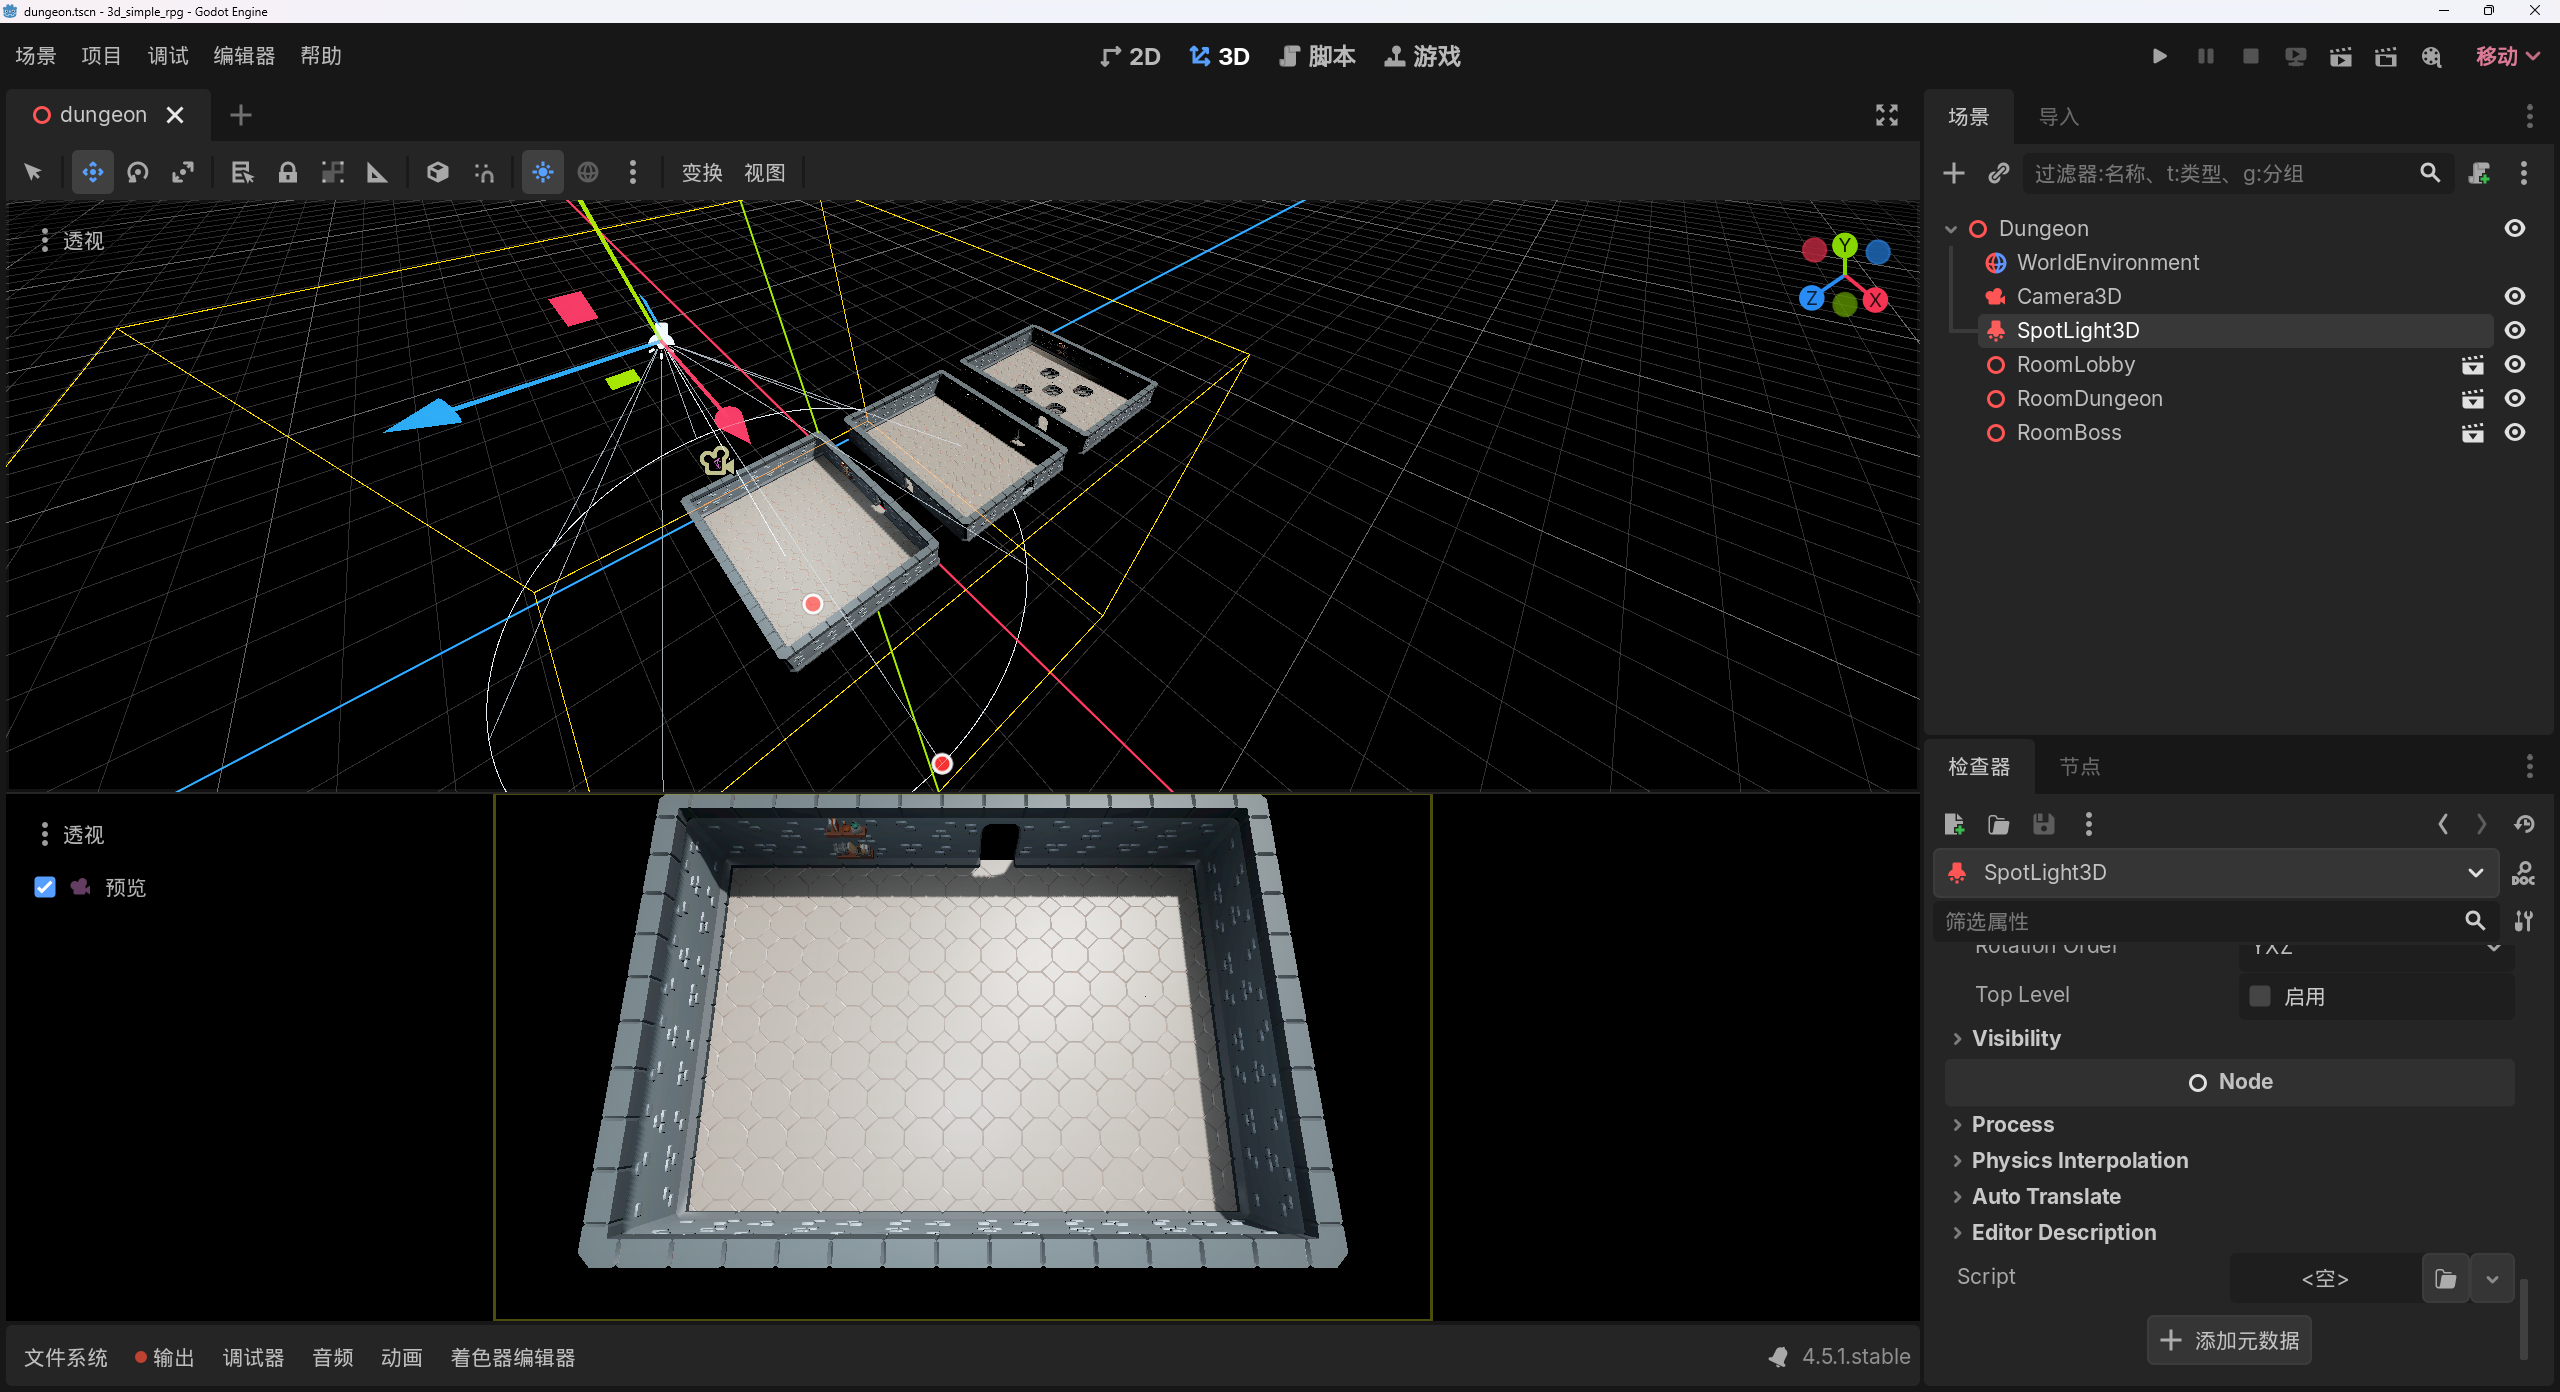 dungeon.tscn - 3d_simple_rpg - Godot Engine
场景 项目 调试 编辑器 帮助
2D 3D 脚本 游戏
移动
dungeon
变换 视图
透视
Y
Z X
透视
预览
文件系统 输出 调试器 音频 动画 着色器编辑器
4.5.1.stable
场景 导入
过滤器:名称、t:类型、g:分组
Dungeon
WorldEnvironment
Camera3D
SpotLight3D
RoomLobby
RoomDungeon
RoomBoss
检查器 节点
SpotLight3D
DOC
筛选属性
Rotation Order YXZ
Top Level 启用
Visibility
Node
Process
Physics Interpolation
Auto Translate
Editor Description
Script <空>
添加元数据